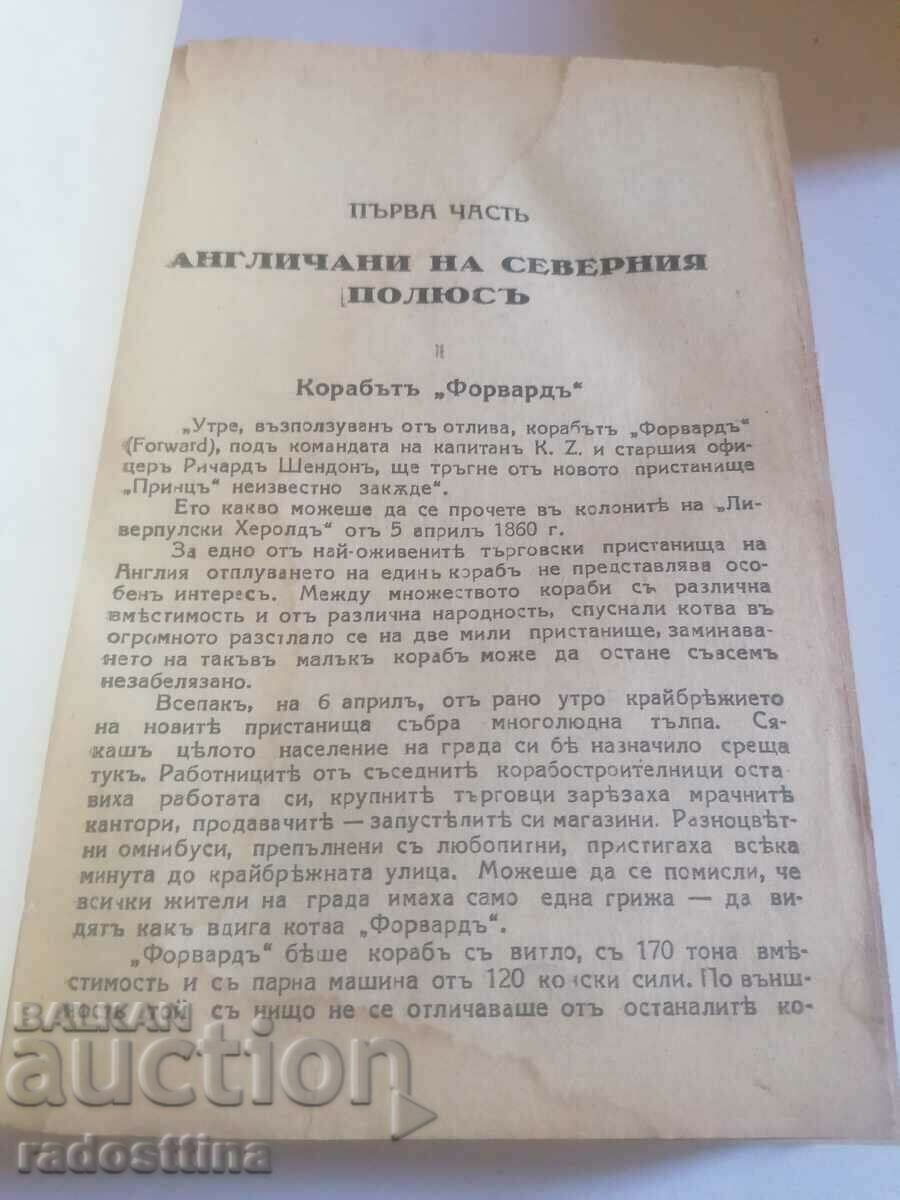 ПЪРВА ЧАСТЬ
АНГЛИЧАНИ НА СЕВЕРНИЯ
ПОЛЮСЪ
Корабътъ „Форвардъ“
„Утре, възползуванъ отъ отлива, корабътъ „Форвардъ“
(Forward), подъ командата на капитанъ К. Z. и старшия офи-
церъ Ричардъ Шендонъ, ще тръгне отъ новото пристанище
„Принцъ“ неизвестно закѫде“.
Ето какво можеше да се прочете въ колонитѣ на „Ли-
верпулски Херолдъ“ отъ 5 априлъ 1860 г.
За едно отъ най-оживенитѣ търговски пристанища на
Англия отплуването на единъ корабъ не представлява осо-
бенъ интересъ. Между множеството кораби съ различна
вмѣстимость и отъ различна народность, спуснали котва въ
огромното разстлало се на две мили пристанище, заминава-
нето на такъвъ малъкъ корабъ може да остане съвсемъ
незабелязано.
Всепакъ, на 6 априлъ, отъ рано утро крайбрѣжието
на новитѣ пристанища събра многолюдна тълпа. Ся-
кашъ цѣлото население на града си бѣ назначило среща
тукъ. Работницитѣ отъ съседнитѣ корабостроителници оста
виха работата си, крупнитѣ търговци зарѣзаха мрачнитѣ
кантори, продавачитѣ — запустѣлитѣ си магазини. Разноцвѣт-
ни омнибуси, препълнени съ любопитни, пристигаха всѣка
минута до крайбрѣжната улица. Можеше да се помисли, че
всички жители на града имаха само една грижа — да ви-
дятъ какъ вдига котва „Форвардъ“.
„Форвардъ“ бѣше корабъ съ витло, съ 170 тона вмѣ-
стимость и съ парна машина отъ 120 конски сили. По външ-
ность той съ нищо не се отличаваше отъ останалитѣ ко-
BALKAN
auction
radosttina